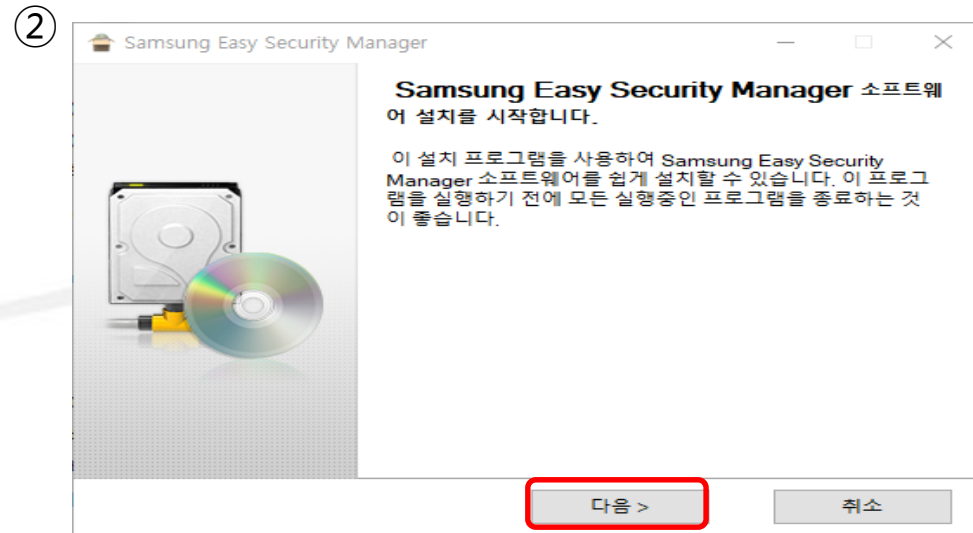 ②
Samsung Easy Security Manager
Samsung Easy Security Manager 소프트웨
어 설치를 시작합니다.
이 설치 프로그램을 사용하여 Samsung Easy Security
Manager 소프트웨어를 쉽게 설치할 수 있습니다. 이 프로그
램을 실행하기 전에 모든 실행중인 프로그램을 종료하는 것
이 좋습니다.
다음 >
취소